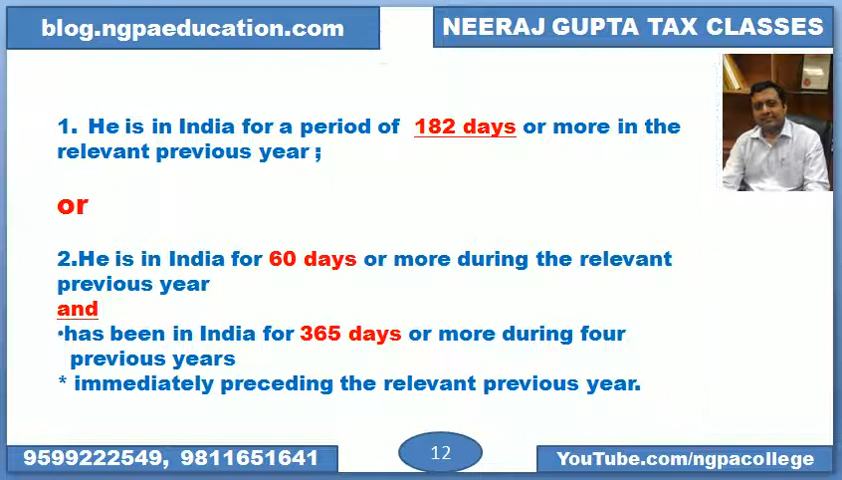 blog.ngpaeducation.com
NEERAJ GUPTA TAX CLASSES
1. He is in India for a period of 182 days or more in the
relevant previous year ;
or
2.He is in India for 60 days or more during the relevant
previous year
and
•has been in India for 365 days or more during four
previous years
* immediately preceding the relevant previous year.
9599222549, 9811651641
12
YouTube.com/ngpacollege